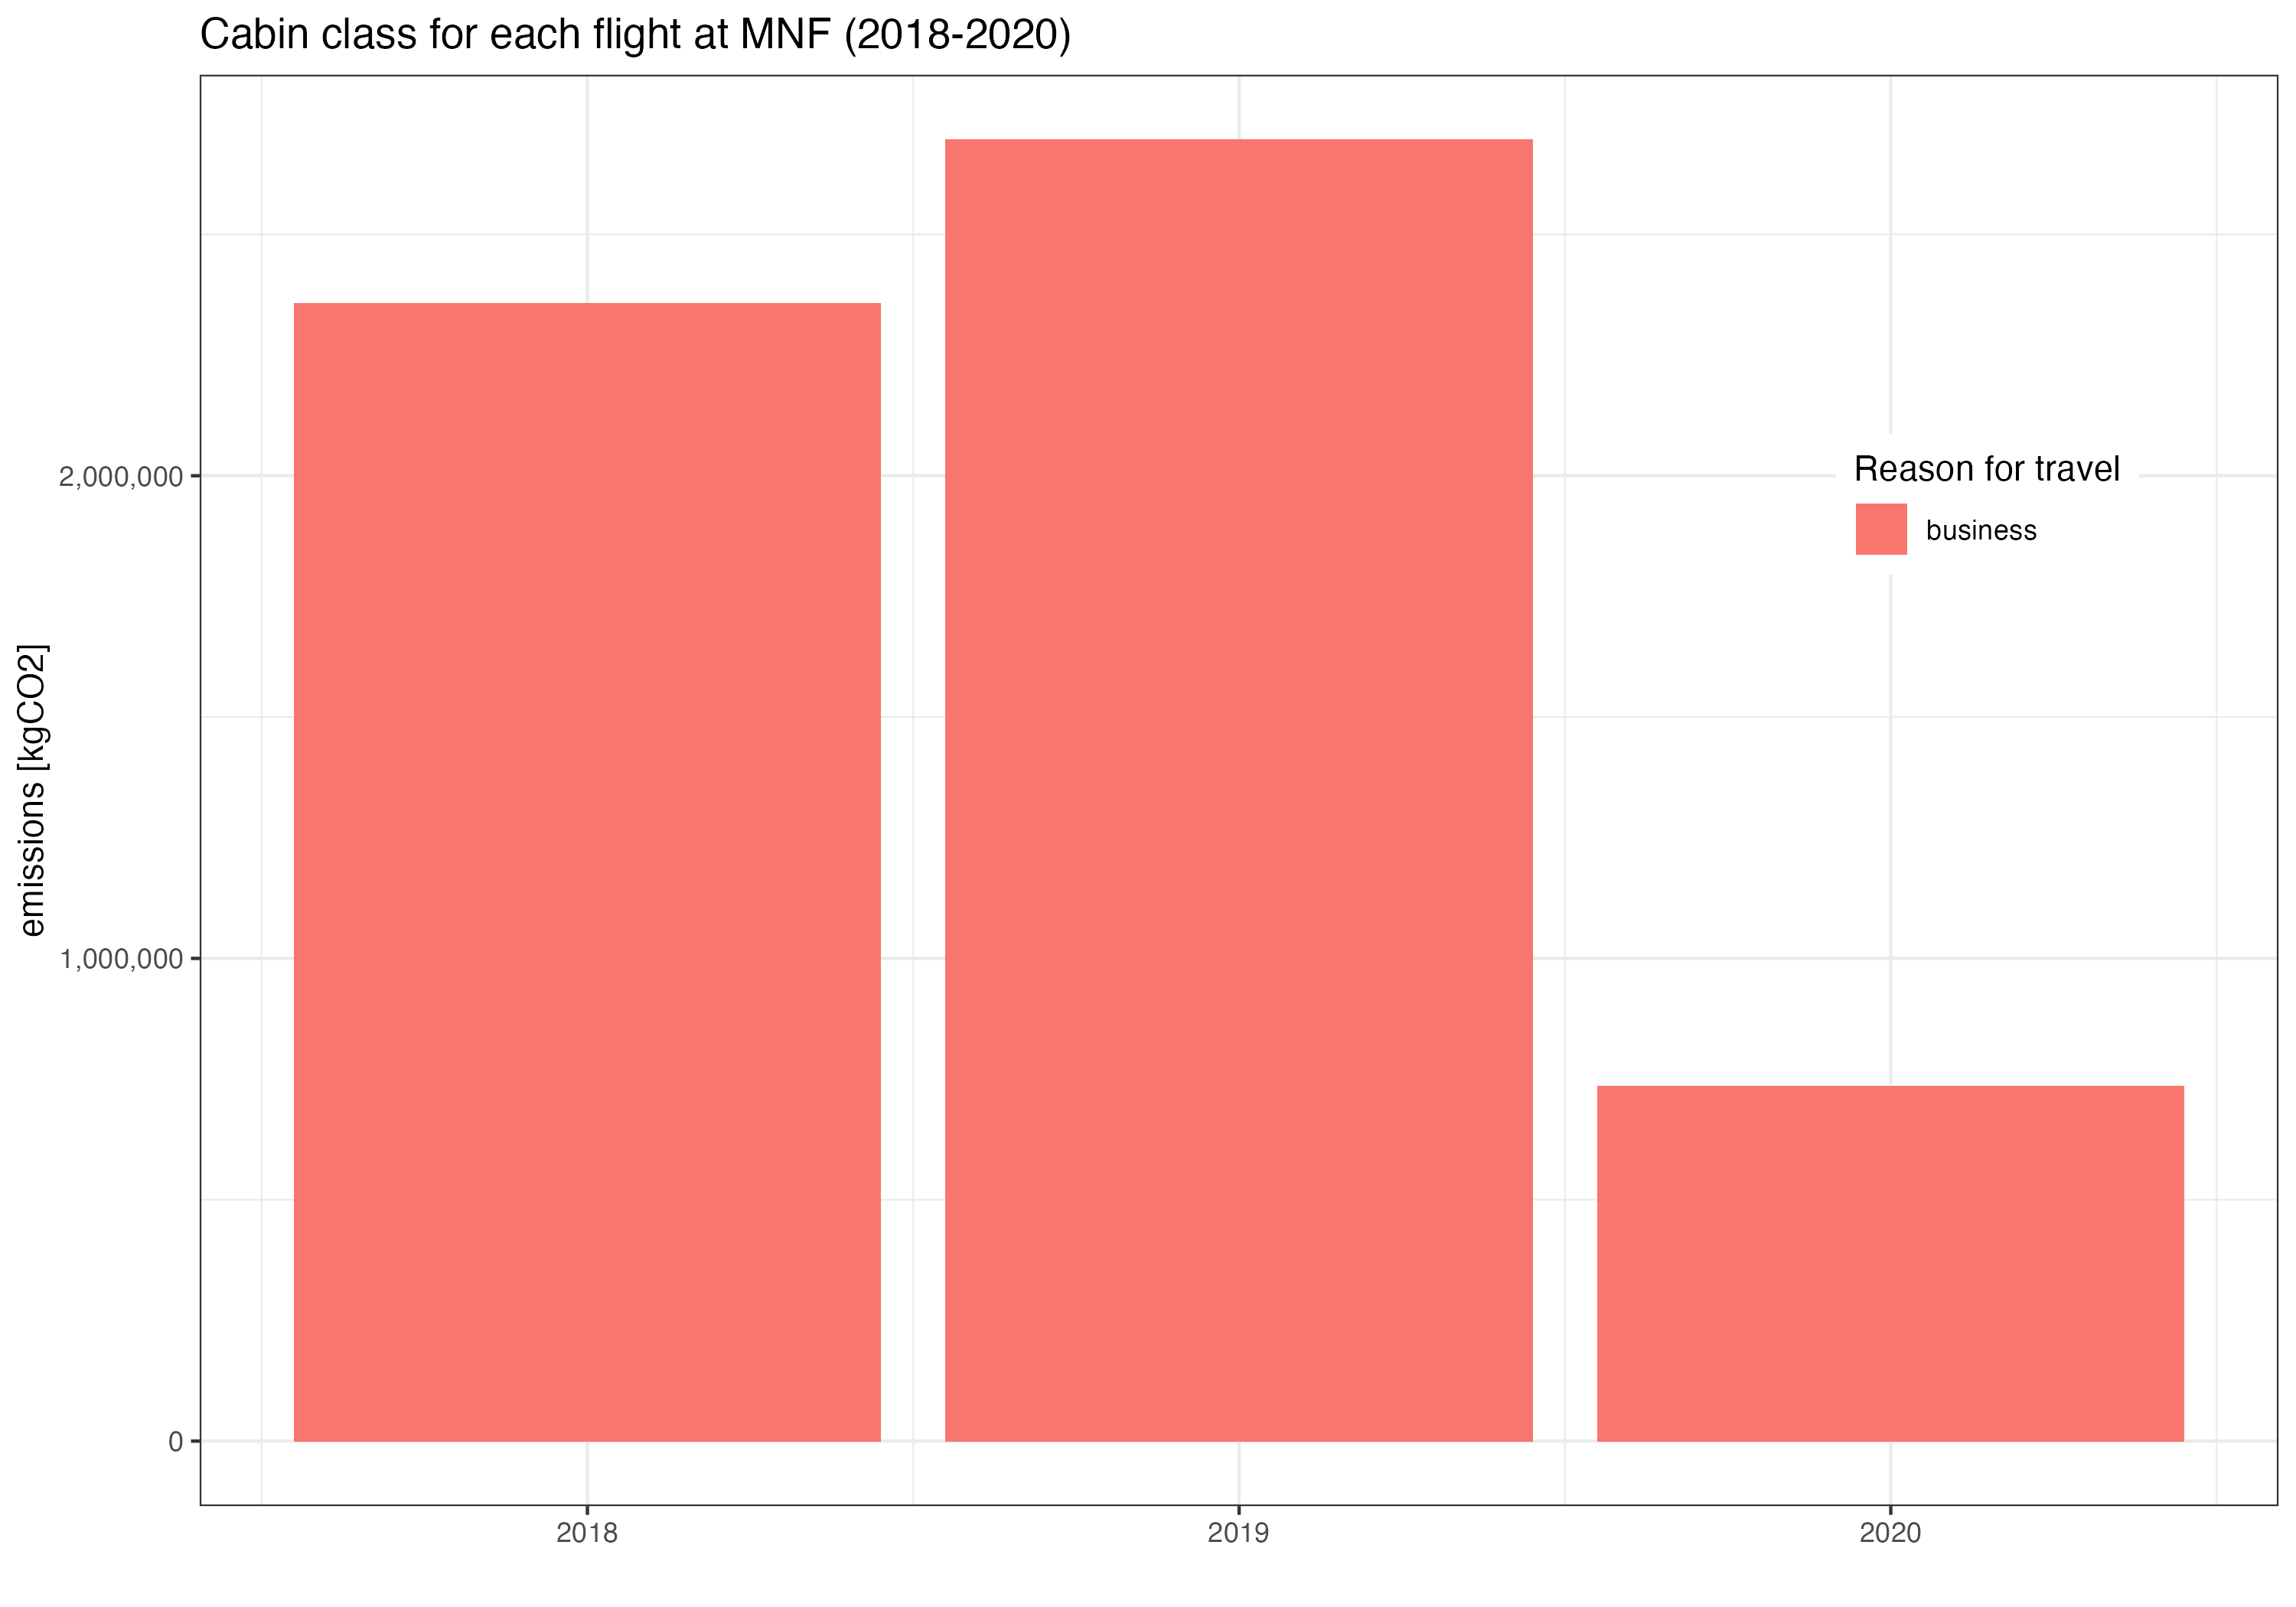 Cabin class for each flight at MNF (2018-2020)
emissions [kgCO2]
2,000,000
1,000,000
0
Reason for travel
business
2018
2019
2020